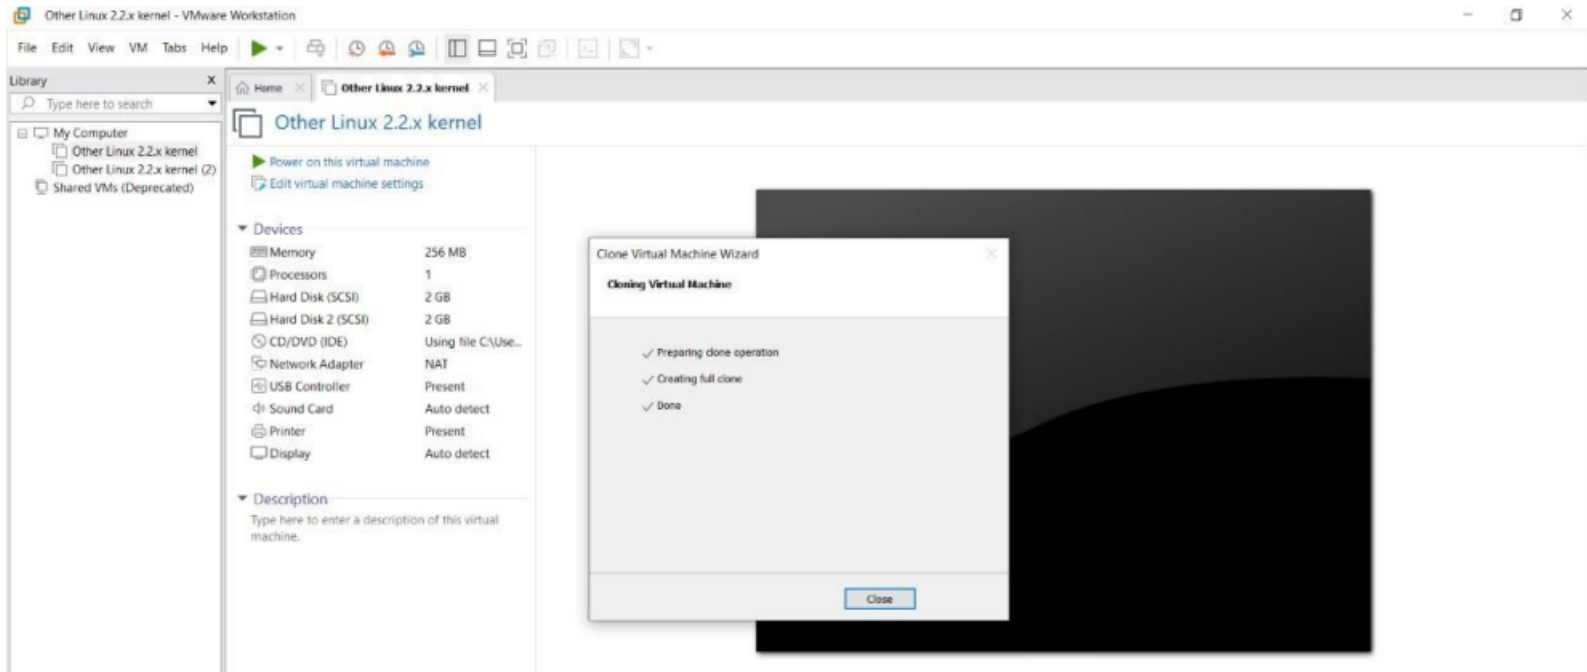 Other Linux 2.2.x kernel - VMware Workstation
File Edit View VM Tabs Help
Library X
Type here to search
My Computer
Other Linux 2.2.x kernel
Other Linux 2.2.x kernel (2)
Shared VMs (Deprecated)
Home
Other Linux 2.2.x kernel
Other Linux 2.2.x kernel
Power on this virtual machine
Edit virtual machine settings
Devices
Memory 256 MB
Processors 1
Hard Disk (SCSI) 2 GB
Hard Disk 2 (SCSI) 2 GB
CD/DVD (IDE) Using file C:\Use...
Network Adapter NAT
USB Controller Present
Sound Card Auto detect
Printer Present
Display Auto detect
Description
Type here to enter a description of this virtual
machine.
Clone Virtual Machine Wizard
Cloning Virtual Machine
Preparing clone operation
Creating full clone
Done
Close